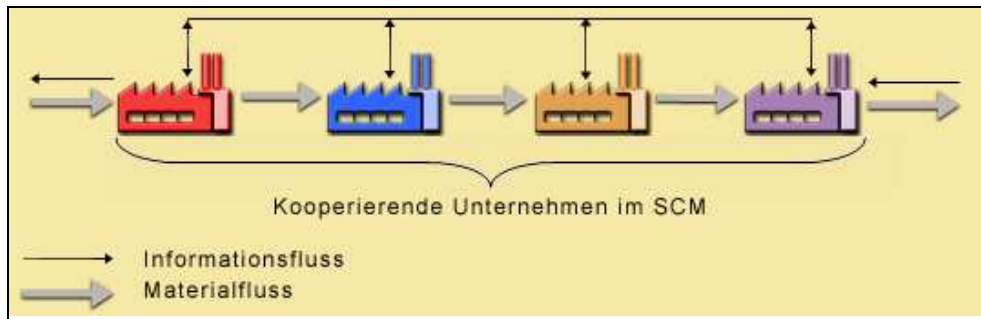 Kooperierende Unternehmen im SCM
Informationsfluss
Materialfluss